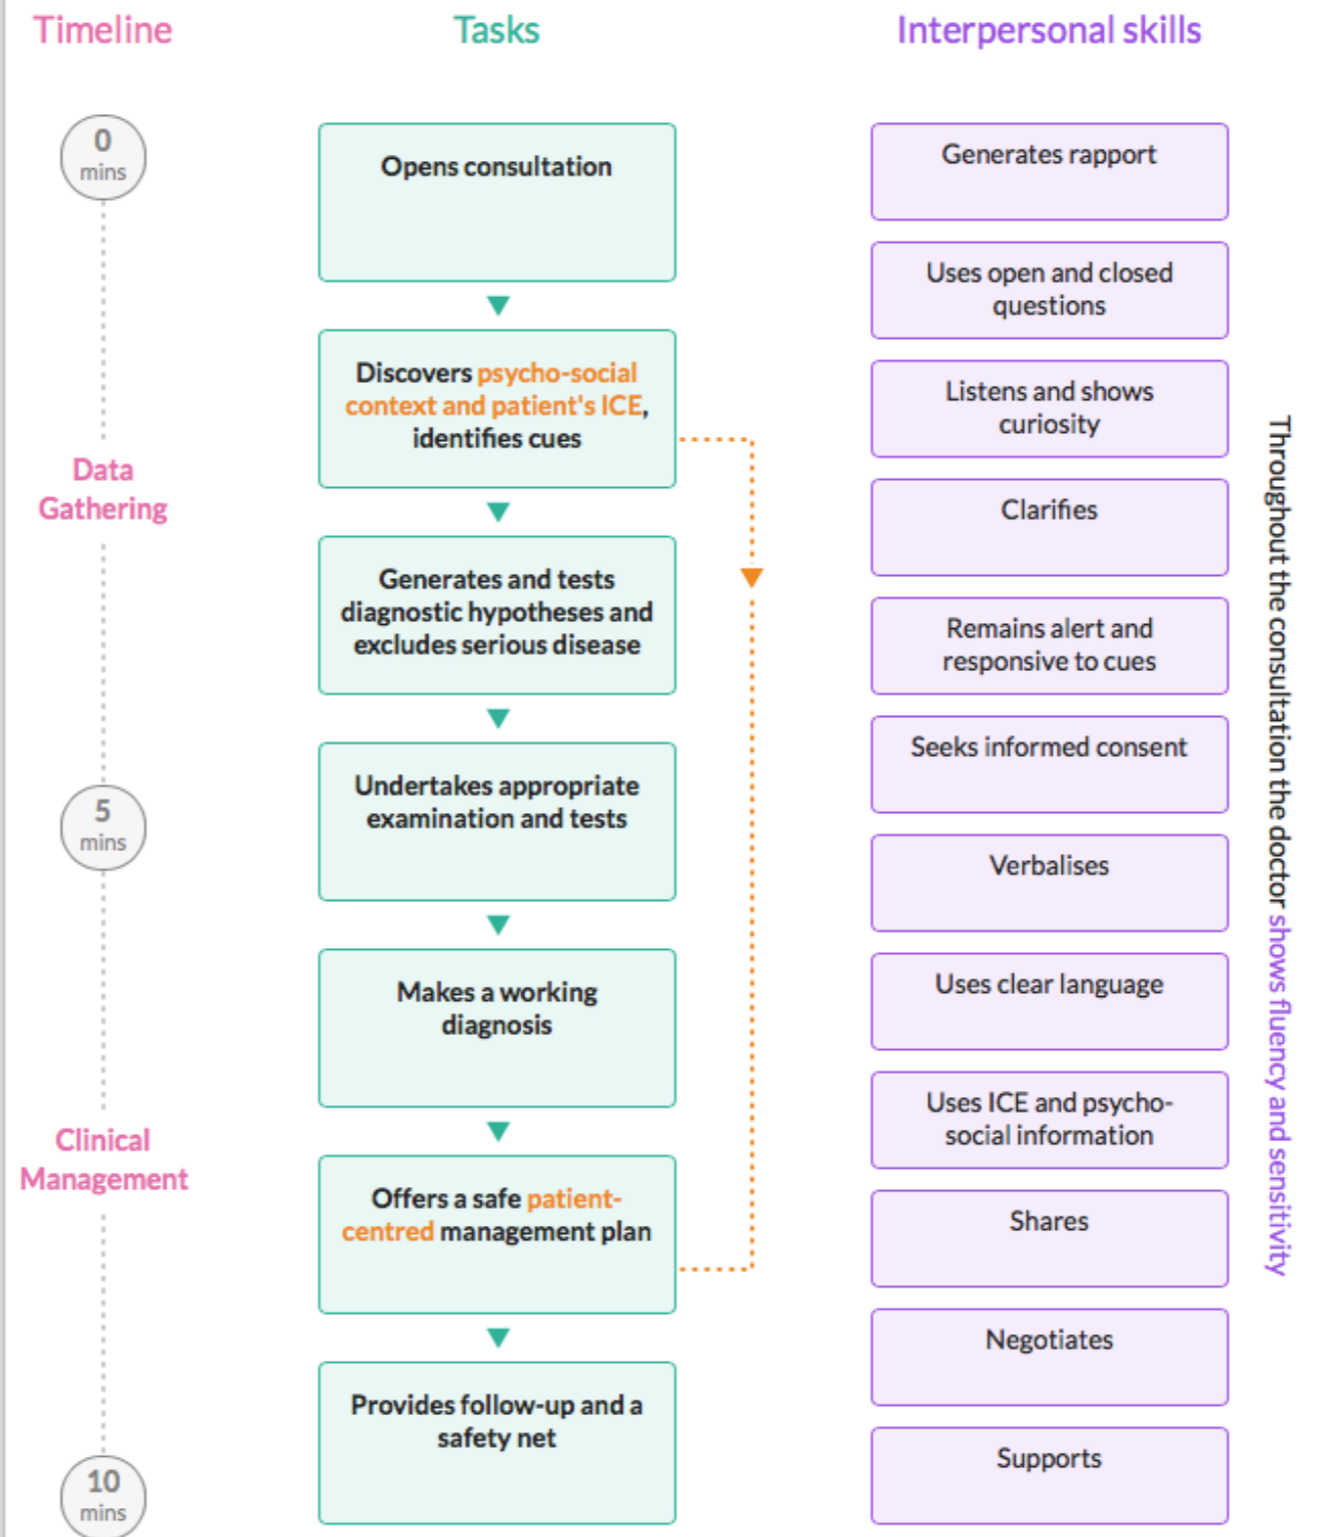 Timeline
Tasks
Interpersonal skills
0
mins
Data
Gathering
5
mins
Clinical
Management
10
mins
Opens consultation
Discovers psycho-social
context and patient's ICE,
identifies cues
Generates and tests
diagnostic hypotheses and
excludes serious disease
Undertakes appropriate
examination and tests
Makes a working
diagnosis
Offers a safe patient-
centred management plan
Provides follow-up and a
safety net
Generates rapport
Uses open and closed
questions
Listens and shows
curiosity
Clarifies
Remains alert and
responsive to cues
Seeks informed consent
Verbalises
Uses clear language
Uses ICE and psycho-
social information
Shares
Negotiates
Supports
Throughout the consultation the doctor shows fluency and sensitivity